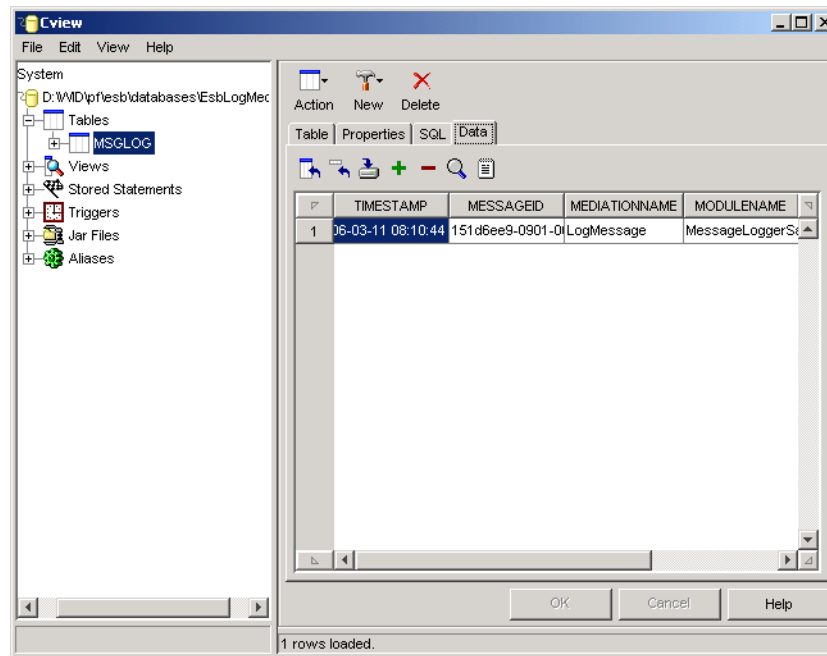 Cview
File Edit View Help
System
D:\WID\pf\esb\databases\EsbLogMec
Tables
MSGLOG
Views
Stored Statements
Triggers
Jar Files
Aliases
Action New Delete
Table Properties SQL Data
TIMESTAMP MESSAGEID MEDIATIONNAME MODULENAME
1 06-03-11 08:10:44 151d6ee9-0901-0 LogMessage MessageLoggerSa
OK Cancel Help
1 rows loaded.